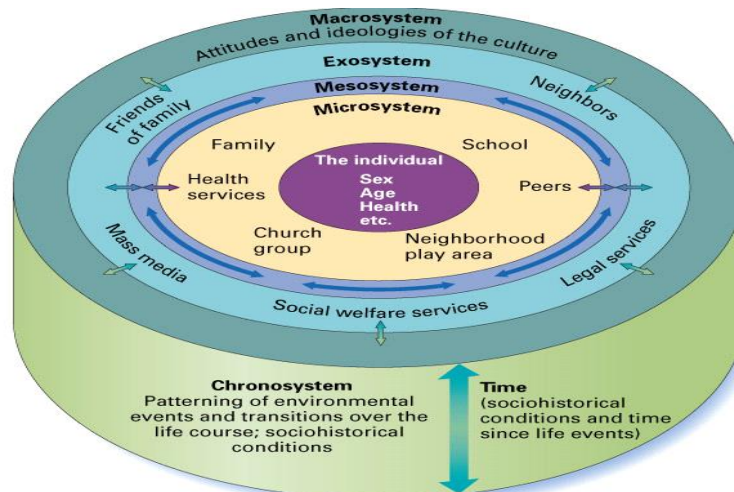 Macrosystem
Attitudes and ideologies of the culture
Exosystem
Friends
of family
Neighbors
Mesosystem
Microsystem
Family
School
The individual
Sex
Age
Health
etc.
Health
services
Peers
Church
group
Neighborhood
play area
Mass media
Legal services
Social welfare services
Chronosystem
Patterning of environmental
events and transitions over the
life course; sociohistorical
conditions
Time
(sociohistorical
conditions and time
since life events)